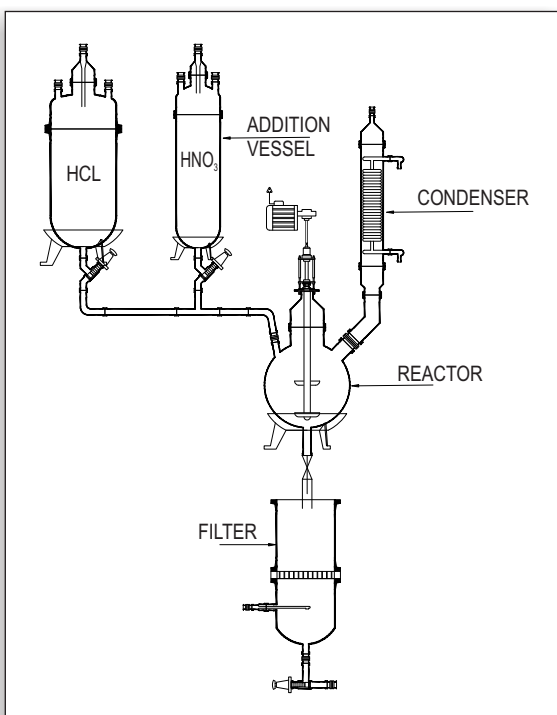 ADDITION
VESSEL
HCL
HNO₃
CONDENSER
REACTOR
FILTER